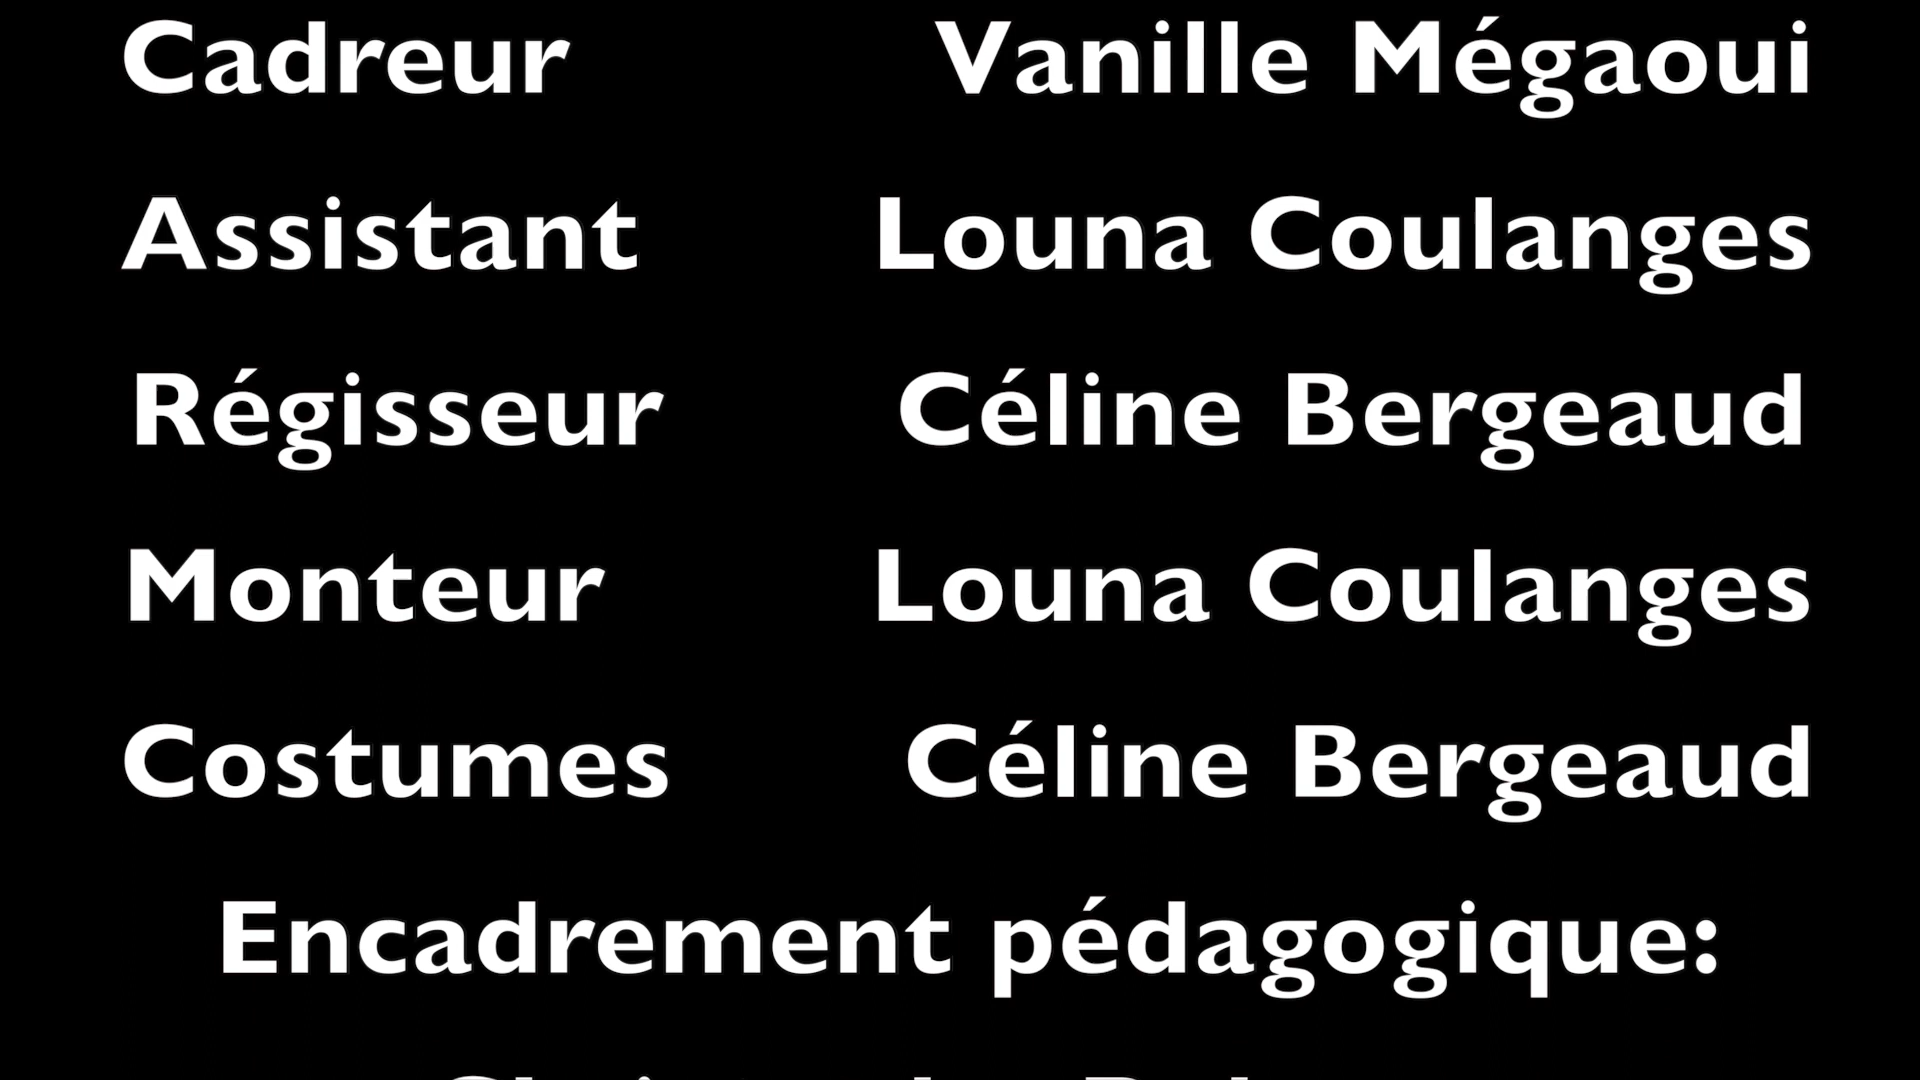 Cadreur Vanille Mégaoui
Assistant Louna Coulanges
Régisseur Céline Bergeaud
Monteur Louna Coulanges
Costumes Céline Bergeaud
Encadrement pédagogique: